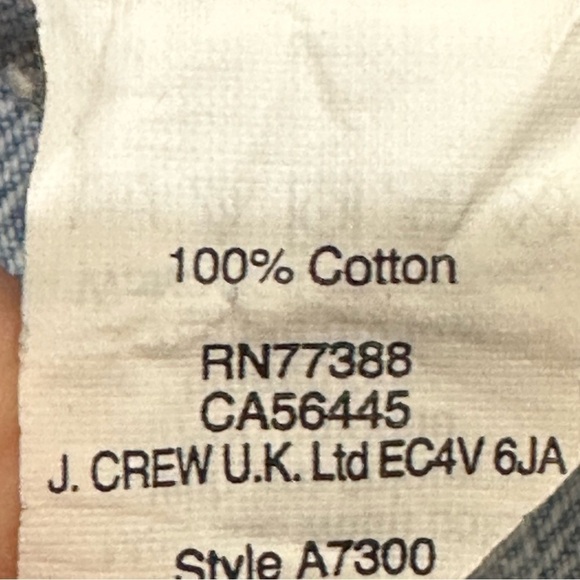 100% Cotton
RN77388
CA56445
J. CREW U.K. Ltd EC4V 6JA
Style A7300